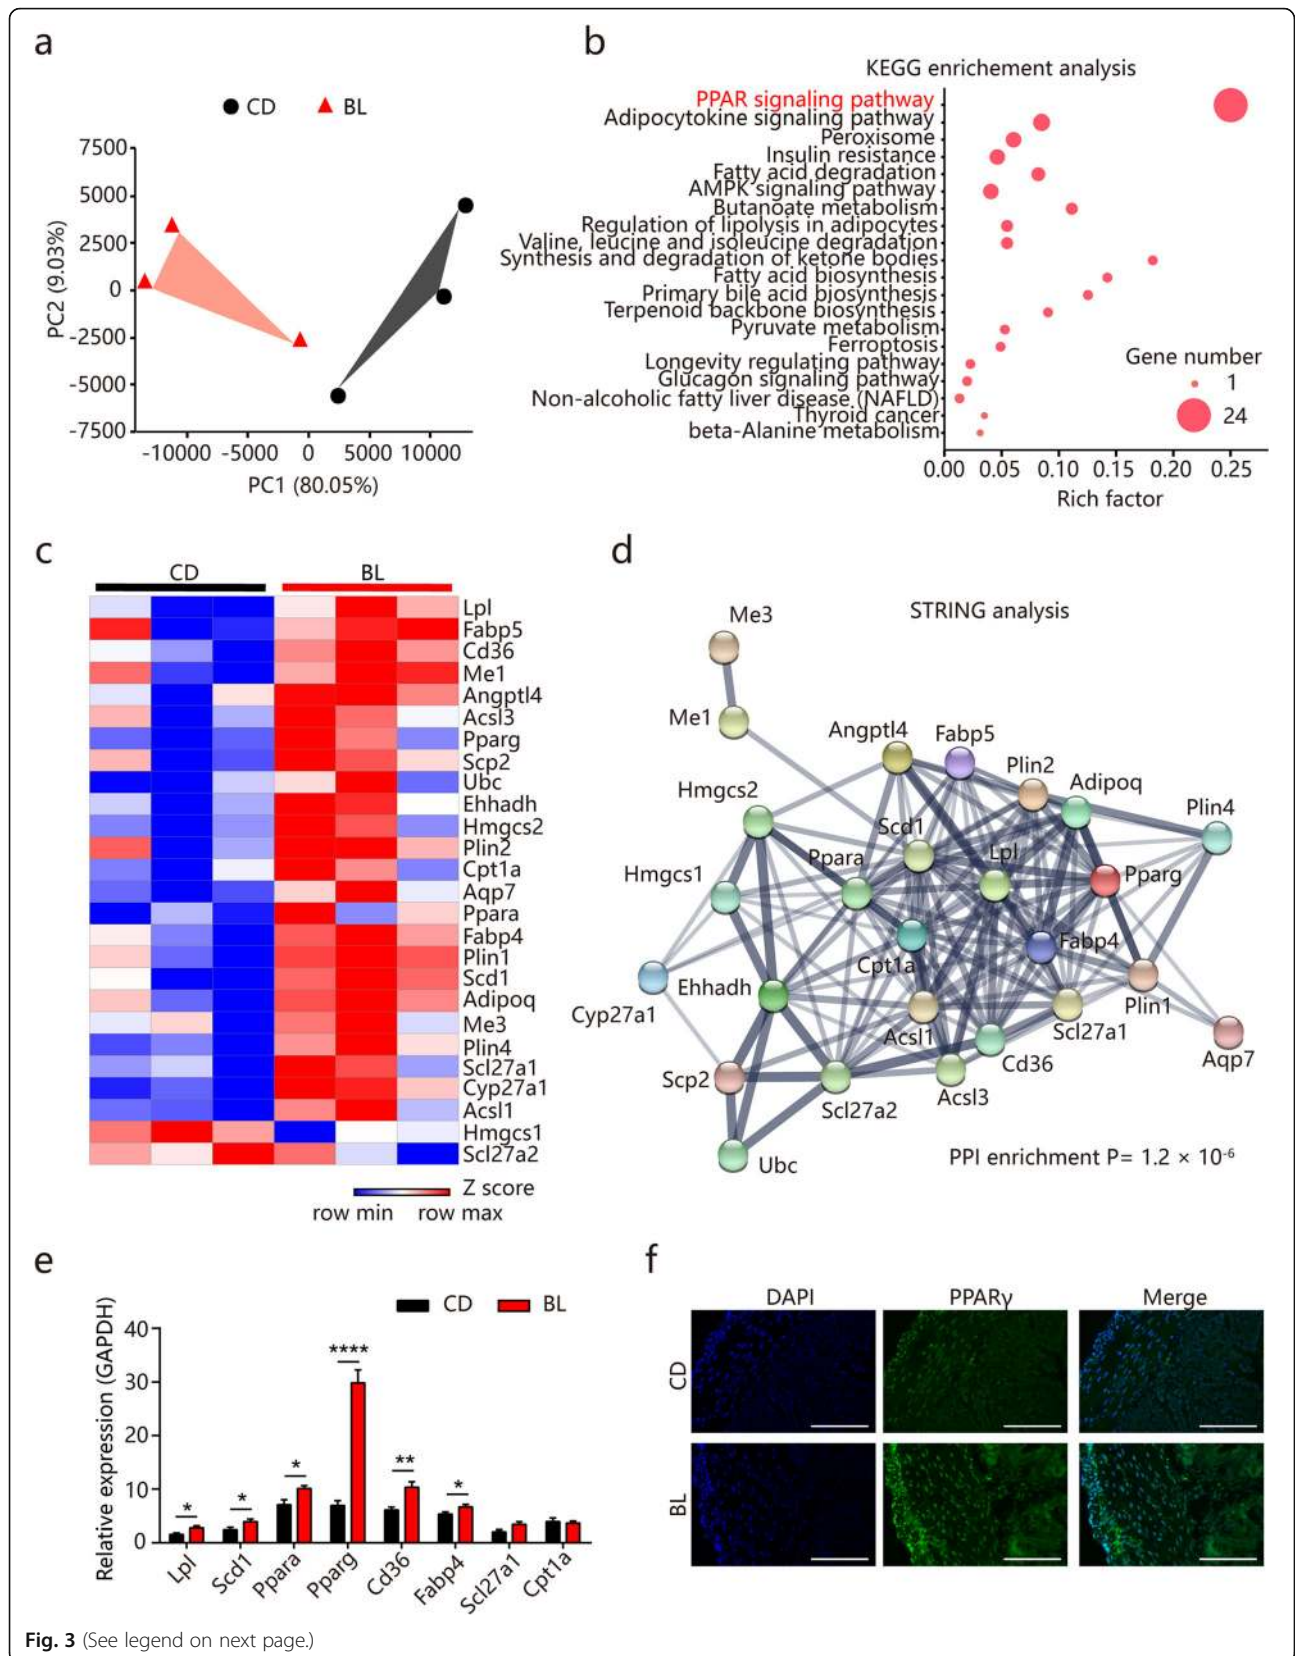 a
CD
BL
7500
5000
2500
0
-2500
-5000
-7500
PC2 (9.03%)
-10000 -5000 0 5000 10000
PC1 (80.05%)
b
KEGG enrichement analysis
PPAR signaling pathway
Adipocytokine signaling pathway
Peroxisome
Insulin resistance
Fatty acid degradation
AMPK signaling pathway
Butanoate metabolism
Regulation of lipolysis in adipocytes
Valine, leucine and isoleucine degradation
Synthesis and degradation of ketone bodies
Fatty acid biosynthesis
Primary bile acid biosynthesis
Terpenoid backbone biosynthesis
Pyruvate metabolism
Ferroptosis
Longevity regulating pathway
Glucagon signaling pathway
Non-alcoholic fatty liver disease (NAFLD)
Thyroid cancer
beta-Alanine metabolism
Gene number
1
24
0.00 0.05 0.10 0.15 0.20 0.25
Rich factor
c
CD BL
Lpl
Fabp5
Cd36
Me1
Angptl4
Acsl3
Pparg
Scp2
Ubc
Ehhadh
Hmgcs2
Plin2
Cpt1a
Aqp7
Ppara
Fabp4
Plin1
Scd1
Adipoq
Me3
Plin4
Scl27a1
Cyp27a1
Acsl1
Hmgcs1
Scl27a2
Z score
row min row max
d
STRING analysis
Me3
Me1
Angptl4
Fabp5
Plin2
Adipoq
Plin4
Hmgcs2
Scd1
Lpl
Ppara
Pparg
Hmgcs1
Fabp4
Cpt1a
Ehhadh
Cyp27a1
Plin1
Acsl1
Scl27a1
Aqp7
Cd36
Scp2
Acsl3
Scl27a2
Ubc
PPI enrichment P= 1.2 × 10-6
e
CD BL
Relative expression (GAPDH)
40
30
20
10
0
* * * **** ** *
Lpl Scd1 Ppara Pparg Cd36 Fabp4 Scl27a1 Cpt1a
f
DAPI PPARγ Merge
CD
BL
Fig. 3 (See legend on next page.)